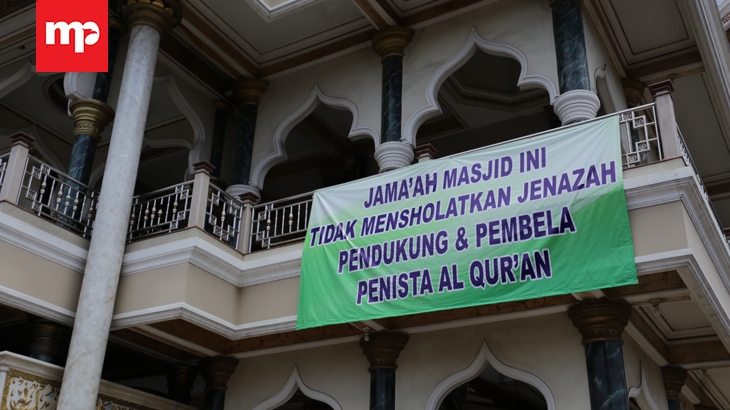 mp
JAMA'AH MASJID INI
TIDAK MENSHOLATKAN JENAZAH
PENDUKUNG & PEMBELA
PENISTA AL QUR'AN